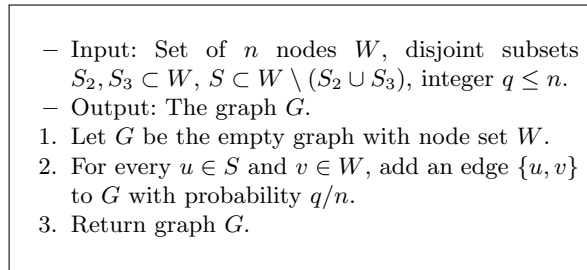 – Input: Set of n nodes W, disjoint subsets
S₂, S₃ ⊂ W, S ⊂ W \ (S₂ ∪ S₃), integer q ≤ n.
– Output: The graph G.
1. Let G be the empty graph with node set W.
2. For every u ∈ S and v ∈ W, add an edge {u, v}
to G with probability q/n.
3. Return graph G.